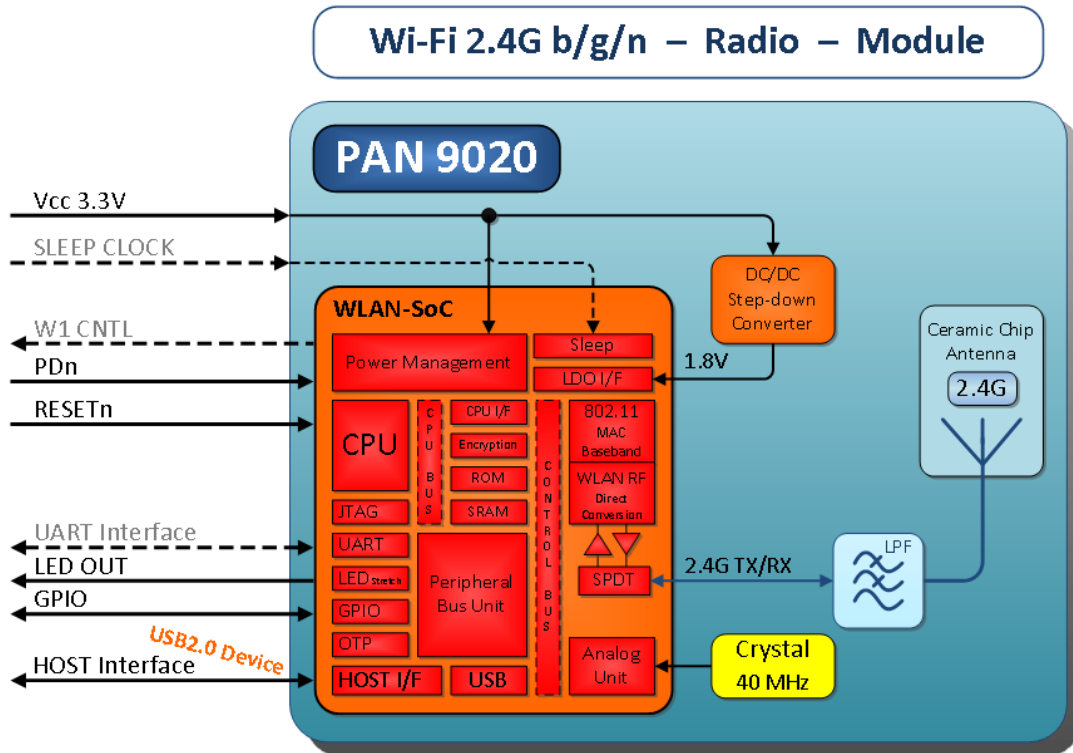 Wi-Fi 2.4G b/g/n – Radio – Module
PAN 9020
Vcc 3.3V
SLEEP CLOCK
W1 CNTL
PDn
RESETn
UART Interface
LED OUT
GPIO
USB2.0 Device
HOST Interface
WLAN-SoC
Power Management
Sleep
LDO I/F
CPU
CPU BUS
CPU I/F
Encryption
ROM
SRAM
CONTROL BUS
802.11
MAC
Baseband
WLAN RF
Direct
Conversion
JTAG
UART
LED Stretch
GPIO
OTP
Peripheral
Bus Unit
SPDT
HOST I/F
USB
Analog
Unit
DC/DC
Step-down
Converter
1.8V
2.4G TX/RX
LPF
Crystal
40 MHz
Ceramic Chip
Antenna
2.4G